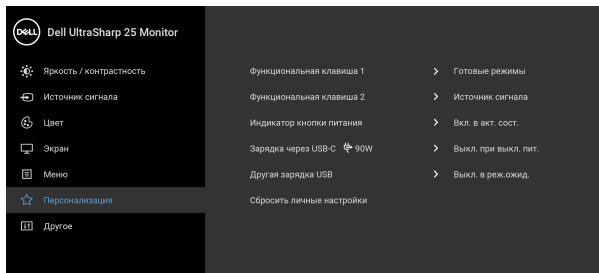 DELL Dell UltraSharp 25 Monitor
Яркость / контрастность Функциональная клавиша 1 Готовые режимы
Источник сигнала Функциональная клавиша 2 Источник сигнала
Цвет Индикатор кнопки питания Вкл. в акт. сост.
Экран Зарядка через USB-C 90W Выкл. при выкл. пит.
Меню Другая зарядка USB Выкл. в реж.ожид.
Персонализация Сбросить личные настройки
Другое